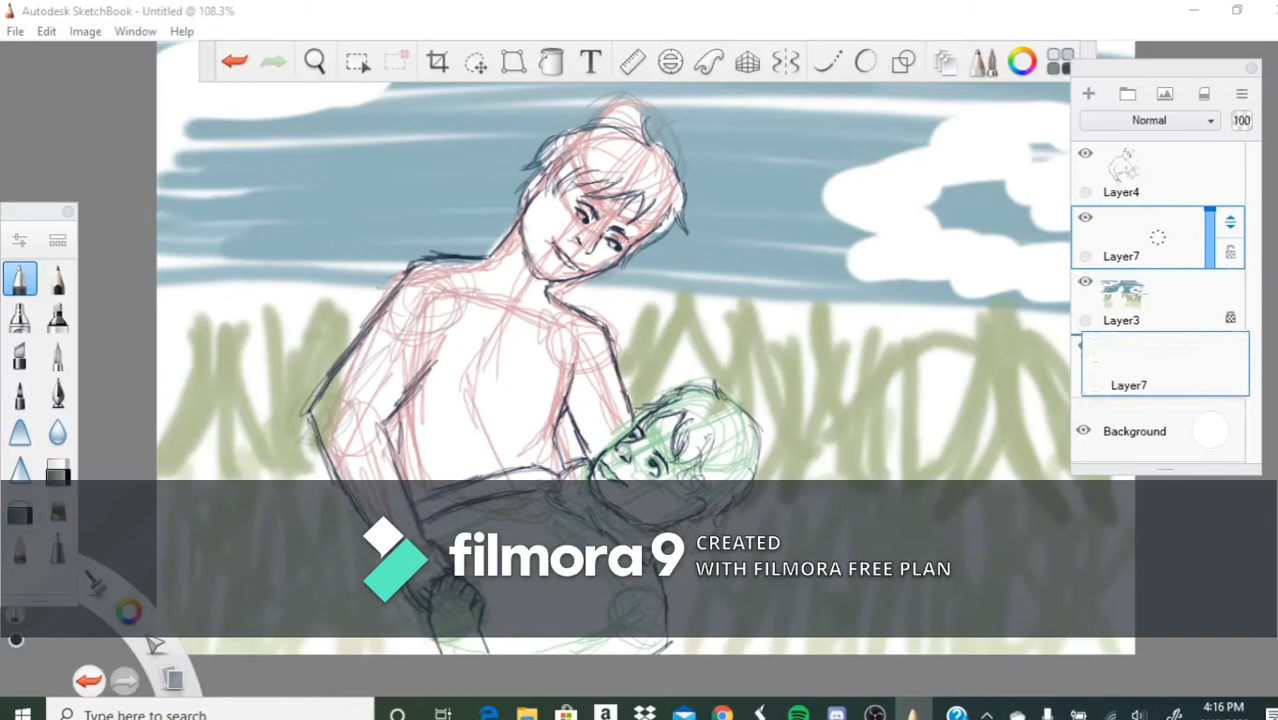 Autodesk SketchBook - Untitled @ 108.3%
File Edit Image Window Help
T
Normal 100
Layer4
Layer7
Layer3
Layer7
Background
filmora9 CREATED
WITH FILMORA FREE PLAN
Type here to search
a
4:16 PM